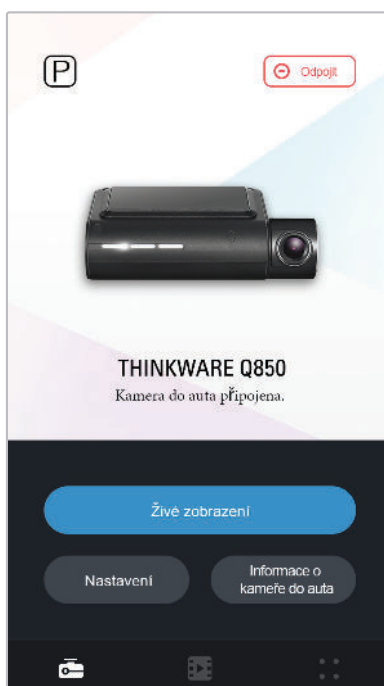 P
Odpojit
THINKWARE Q850
Kamera do auta připojena.
Živé zobrazení
Nastavení
Informace o
kameře do auta